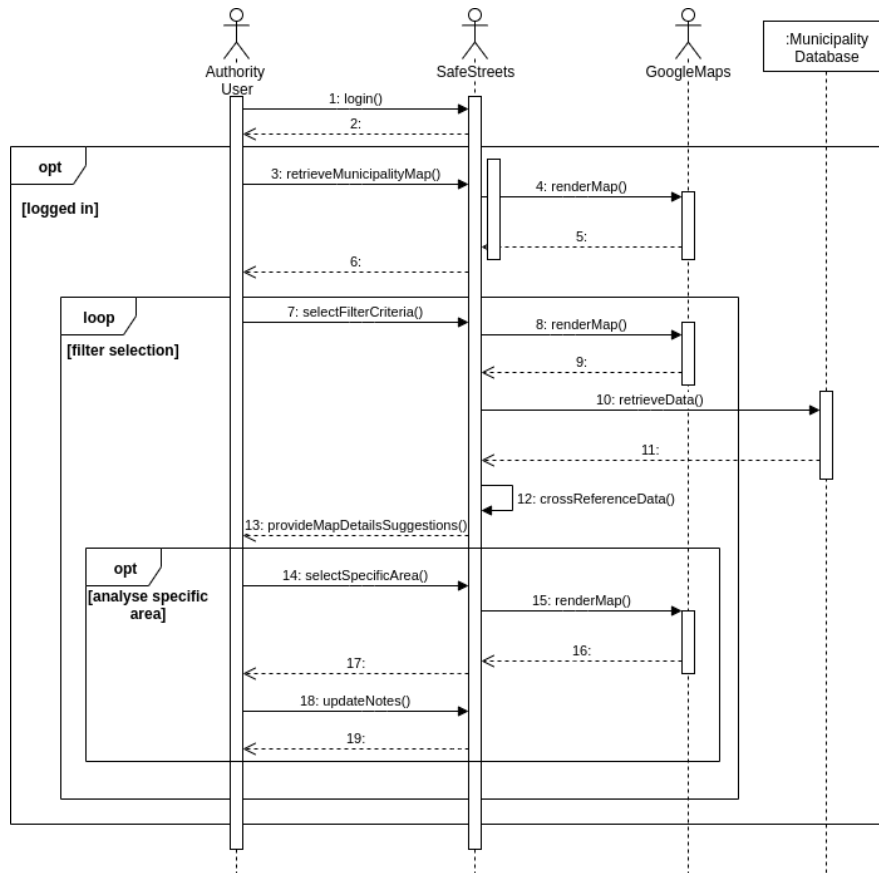 Authority
User
SafeStreets
GoogleMaps
:Municipality
Database
1: login()
2:
opt
[logged in]
3: retrieveMunicipalityMap()
4: renderMap()
5:
6:
loop
[filter selection]
7: selectFilterCriteria()
8: renderMap()
9:
10: retrieveData()
11:
12: crossReferenceData()
13: provideMapDetailsSuggestions()
opt
[analyse specific
area]
14: selectSpecificArea()
15: renderMap()
16:
17:
18: updateNotes()
19: